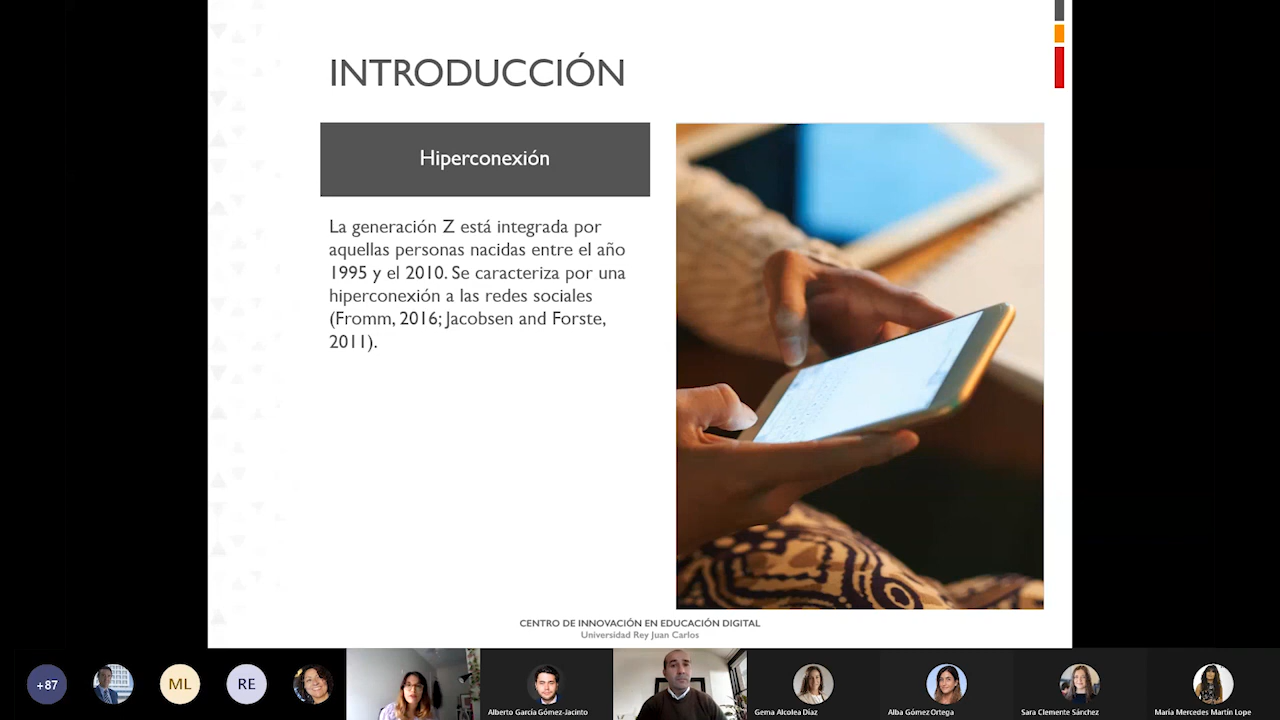 INTRODUCCIÓN
Hiperconexión
La generación Z está integrada por
aquellas personas nacidas entre el año
1995 y el 2010. Se caracteriza por una
hiperconexión a las redes sociales
(Fromm, 2016; Jacobsen and Forste,
2011).
CENTRO DE INNOVACIÓN EN EDUCACIÓN DIGITAL
Universidad Rey Juan Carlos
+87
ML
RE
Alberto García Gómez-Jacinto
Gema Alcolea Díaz
Alba Gómez Ortega
Sara Clemente Sánchez
María Mercedes Martín Lope